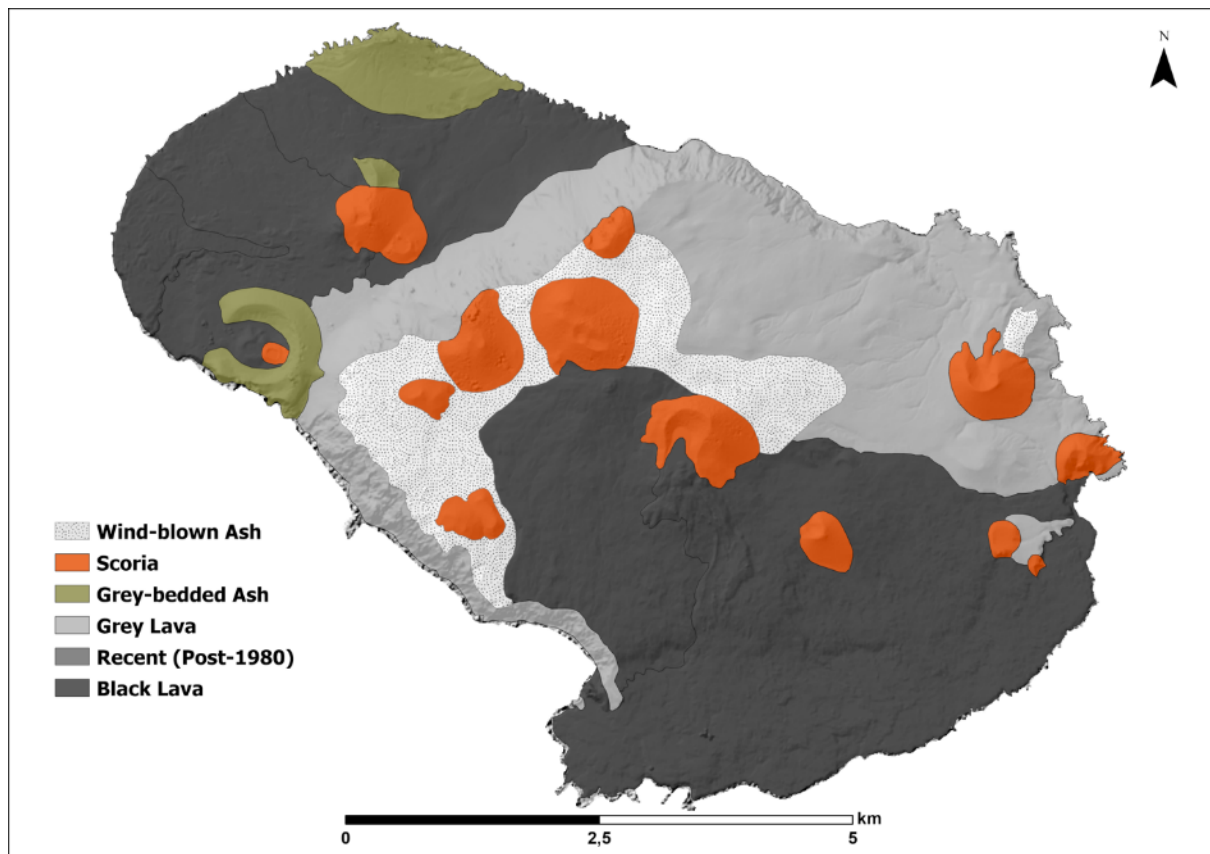 N
Wind-blown Ash
Scoria
Grey-bedded Ash
Grey Lava
Recent (Post-1980)
Black Lava
km
0 2,5 5